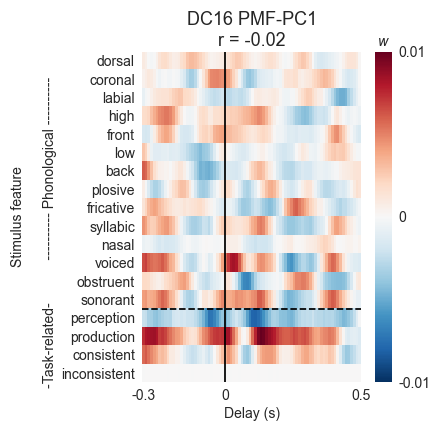 DC16 PMF-PC1
r = -0.02
w
dorsal
coronal
labial
high
front
low
back
plosive
fricative
syllabic
nasal
voiced
obstruent
sonorant
perception
production
consistent
inconsistent
Stimulus feature
---------- Phonological ----------
-Task-related-
0.01
0
-0.01
-0.3
0
0.5
Delay (s)